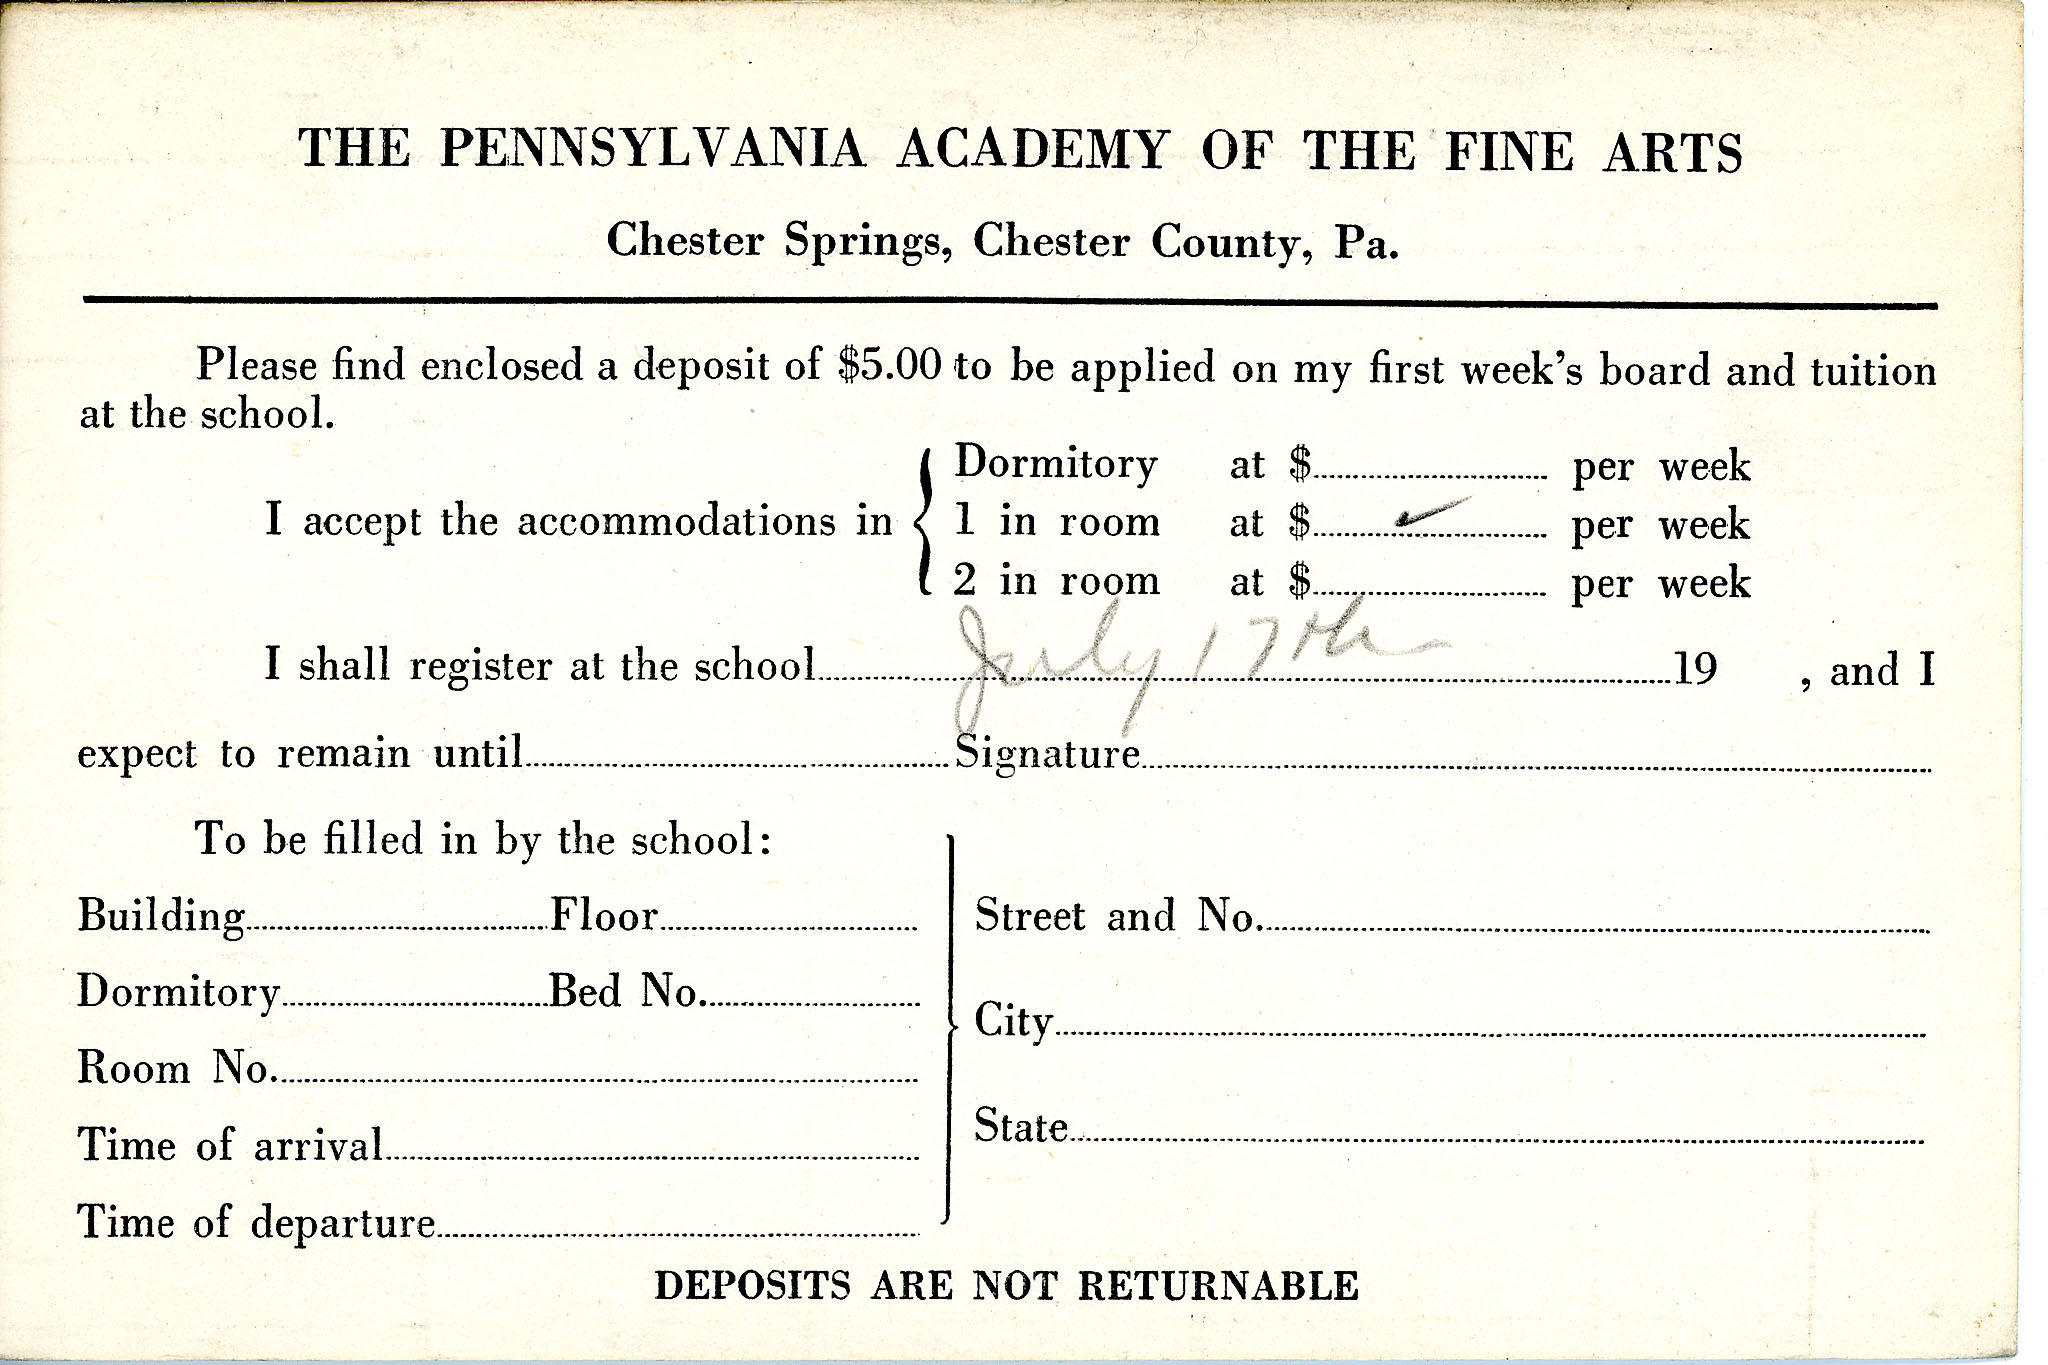 THE PENNSYLVANIA ACADEMY OF THE FINE ARTS
Chester Springs, Chester County, Pa.
Please find enclosed a deposit of $5.00 to be applied on my first week's board and tuition
at the school.
Dormitory at $ per week
I accept the accommodations in 1 in room at $ ✓ per week
2 in room at $ per week
I shall register at the school July 17th 19 , and I
expect to remain until Signature
To be filled in by the school:
Building Floor
Dormitory Bed No.
Room No.
Time of arrival
Time of departure
Street and No.
City
State
DEPOSITS ARE NOT RETURNABLE